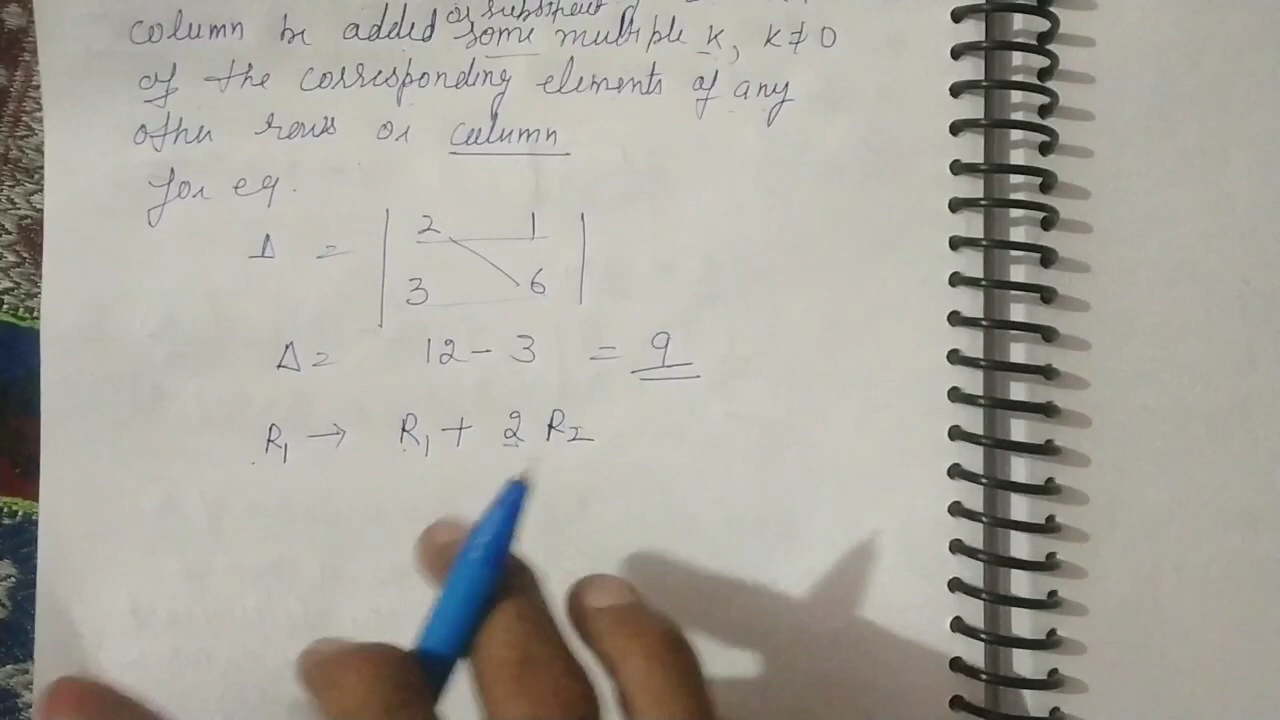 or subtract
column be added some multiple k, k≠0
of the corresponding elements of any
other rows or column
for eg.
Δ = | 2 1 |
| 3 6 |
Δ = 12 - 3 = 9
R₁ → R₁ + 2 R₂